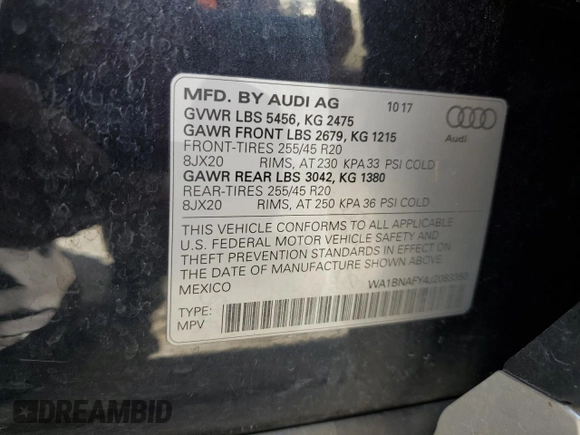 MFD. BY AUDI AG 10 17
GVWR LBS 5456, KG 2475
GAWR FRONT LBS 2679, KG 1215
FRONT-TIRES 255/45 R20
8JX20 RIMS, AT 230 KPA 33 PSI COLD
GAWR REAR LBS 3042, KG 1380
REAR-TIRES 255/45 R20
8JX20 RIMS, AT 250 KPA 36 PSI COLD
Audi
THIS VEHICLE CONFORMS TO ALL APPLICABLE
U.S. FEDERAL MOTOR VEHICLE SAFETY AND
THEFT PREVENTION STANDARDS IN EFFECT ON
THE DATE OF MANUFACTURE SHOWN ABOVE.
MEXICO
WA1BNAFY4J2083350
TYPE:
MPV
DREAMBID